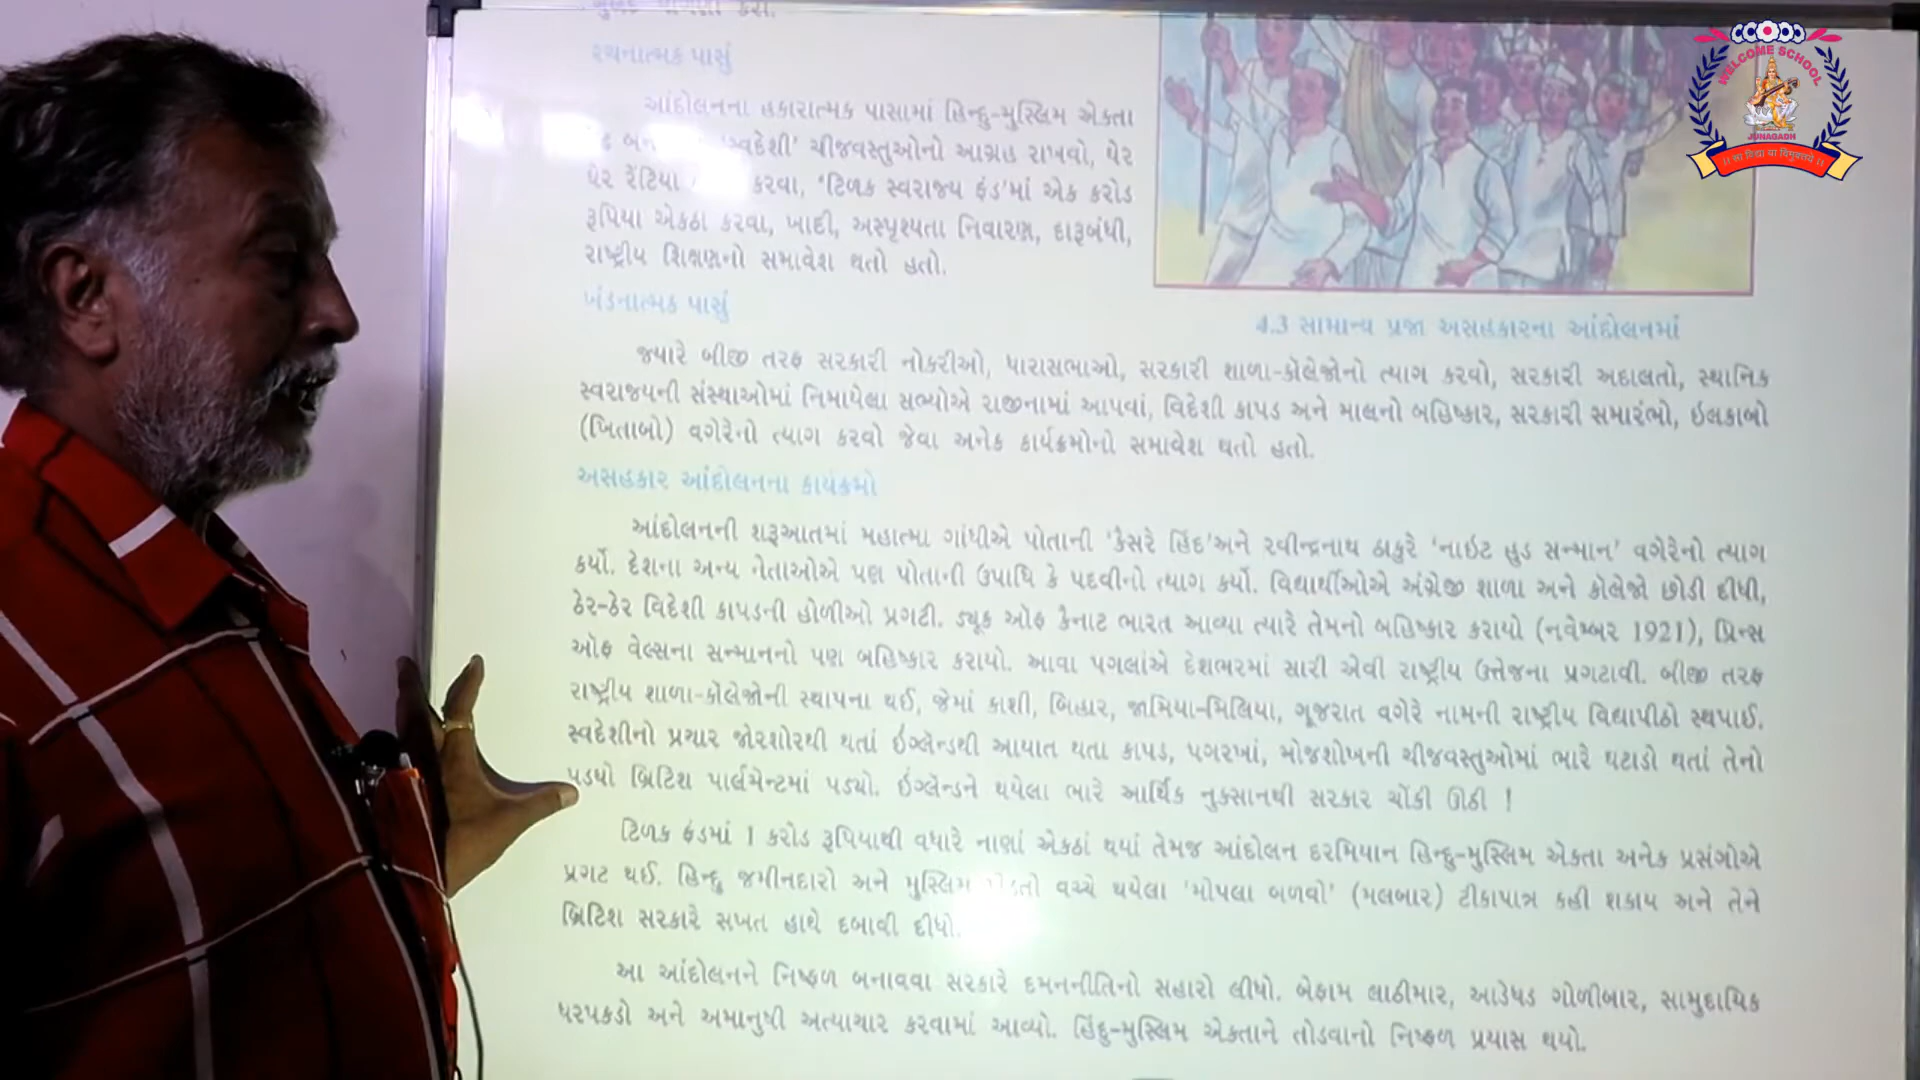 રચનાત્મક પાસું
આંદોલનના હકારાત્મક પાસામાં હિન્દુ-મુસ્લિમ એકતા
'સ્વદેશી' ચીજવસ્તુઓનો આગ્રહ રાખવો, ઘેર
ઘેર રેંટિયા કરવા, 'ટિળક સ્વરાજ્ય ફંડ'માં એક કરોડ
રૂપિયા એકઠા કરવા, ખાદી, અસ્પૃશ્યતા નિવારણ, દારૂબંધી,
રાષ્ટ્રીય શિક્ષણનો સમાવેશ થતો હતો.
ખંડનાત્મક પાસું
4.3 સામાન્ય પ્રજા અસહકારના આંદોલનમાં
જ્યારે બીજી તરફ સરકારી નોકરીઓ, ધારાસભાઓ, સરકારી શાળા-કૉલેજોનો ત્યાગ કરવો, સરકારી અદાલતો, સ્થાનિક
સ્વરાજ્યની સંસ્થાઓમાં નિમાયેલા સભ્યોએ રાજીનામાં આપવાં, વિદેશી કાપડ અને માલનો બહિષ્કાર, સરકારી સમારંભો, ઇલકાબો
(ખિતાબો) વગેરેનો ત્યાગ કરવો જેવા અનેક કાર્યક્રમોનો સમાવેશ થતો હતો.
અસહકાર આંદોલનના કાર્યક્રમો
આંદોલનની શરૂઆતમાં મહાત્મા ગાંધીએ પોતાની 'કૈસરે હિંદ'અને રવીન્દ્રનાથ ઠાકુરે 'નાઇટ હુડ સન્માન' વગેરેનો ત્યાગ
કર્યો. દેશના અન્ય નેતાઓએ પણ પોતાની ઉપાધિ કે પદવીનો ત્યાગ કર્યો. વિદ્યાર્થીઓએ અંગ્રેજી શાળા અને કૉલેજો છોડી દીધી,
ઠેર-ઠેર વિદેશી કાપડની હોળીઓ પ્રગટી. ડ્યૂક ઑફ કૅનાટ ભારત આવ્યા ત્યારે તેમનો બહિષ્કાર કરાયો (નવેમ્બર 1921), પ્રિન્સ
ઑફ વેલ્સના સન્માનનો પણ બહિષ્કાર કરાયો. આવા પગલાંએ દેશભરમાં સારી એવી રાષ્ટ્રીય ઉત્તેજના પ્રગટાવી. બીજી તરફ
રાષ્ટ્રીય શાળા-કૉલેજોની સ્થાપના થઈ, જેમાં કાશી, બિહાર, જામિયા-મિલિયા, ગૂજરાત વગેરે નામની રાષ્ટ્રીય વિદ્યાપીઠો સ્થપાઈ.
સ્વદેશીનો પ્રચાર જોરશોરથી થતાં ઇંગ્લૅન્ડથી આયાત થતા કાપડ, પગરખાં, મોજશોખની ચીજવસ્તુઓમાં ભારે ઘટાડો થતાં તેનો
પડઘો બ્રિટિશ પાર્લમેન્ટમાં પડ્યો. ઇંગ્લૅન્ડને થયેલા ભારે આર્થિક નુકસાનથી સરકાર ચોંકી ઊઠી !
ટિળક ફંડમાં 1 કરોડ રૂપિયાથી વધારે નાણાં એકઠાં થયાં તેમજ આંદોલન દરમિયાન હિન્દુ-મુસ્લિમ એકતા અનેક પ્રસંગોએ
પ્રગટ થઈ. હિન્દુ જમીનદારો અને મુસ્લિમ વચ્ચે થયેલા 'મોપલા બળવો' (મલબાર) ટીકાપાત્ર કહી શકાય અને તેને
બ્રિટિશ સરકારે સખત હાથે દબાવી દીધો.
આ આંદોલનને નિષ્ફળ બનાવવા સરકારે દમનનીતિનો સહારો લીધો. બેફામ લાઠીમાર, આડેધડ ગોળીબાર, સામુદાયિક
ધરપકડો અને અમાનુષી અત્યાચાર કરવામાં આવ્યો. હિંદુ-મુસ્લિમ એકતાને તોડવાનો નિષ્ફળ પ્રયાસ થયો.
WELCOME SCHOOL
JUNAGADH
।। सा विद्या या विमुक्तये ।।